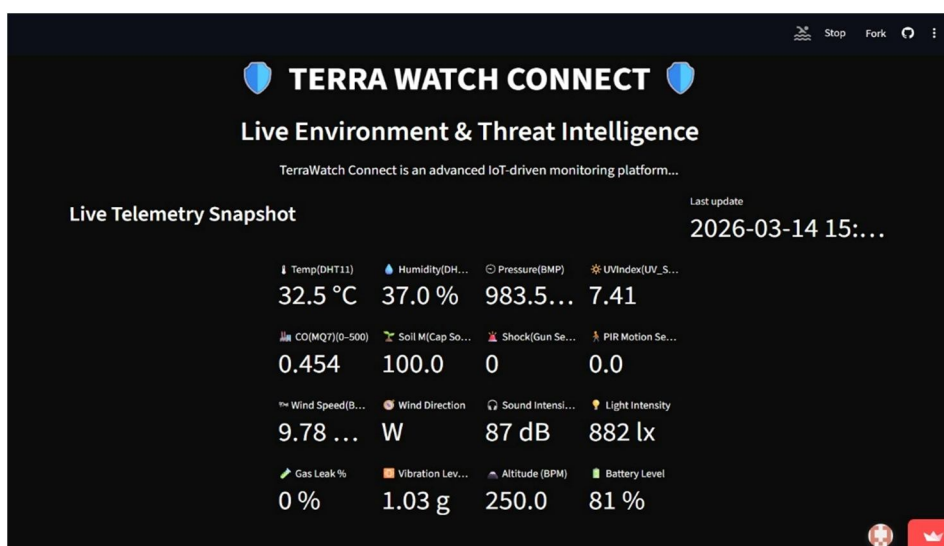 Stop Fork
TERRA WATCH CONNECT
Live Environment & Threat Intelligence
TerraWatch Connect is an advanced IoT-driven monitoring platform...
Live Telemetry Snapshot
Last update
2026-03-14 15:...
Temp(DHT11) Humidity(DH... Pressure(BMP) UVIndex(UV_S...
32.5 °C 37.0 % 983.5... 7.41
CO(MQ7)(0–500) Soil M(Cap So... Shock(Gun Se... PIR Motion Se...
0.454 100.0 0 0.0
Wind Speed(B... Wind Direction Sound Intensi... Light Intensity
9.78 ... W 87 dB 882 lx
Gas Leak % Vibration Lev... Altitude (BPM) Battery Level
0 % 1.03 g 250.0 81 %